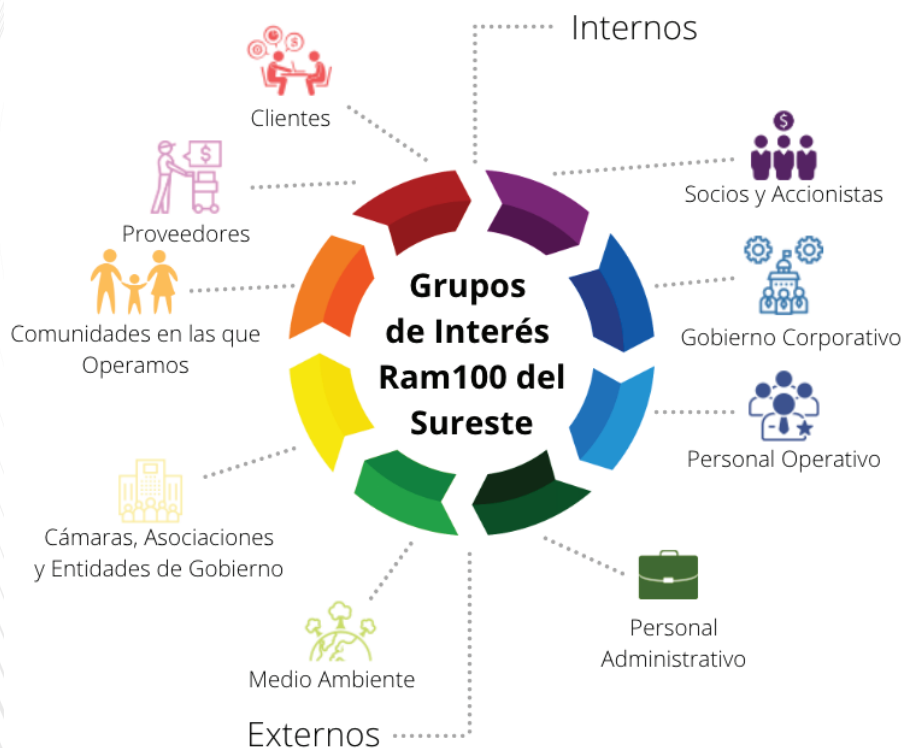 Internos
Clientes
Socios y Accionistas
Proveedores
Gobierno Corporativo
Comunidades en las que
Operamos
Grupos
de Interés
Ram100 del
Sureste
Personal Operativo
Cámaras, Asociaciones
y Entidades de Gobierno
Personal
Administrativo
Medio Ambiente
Externos